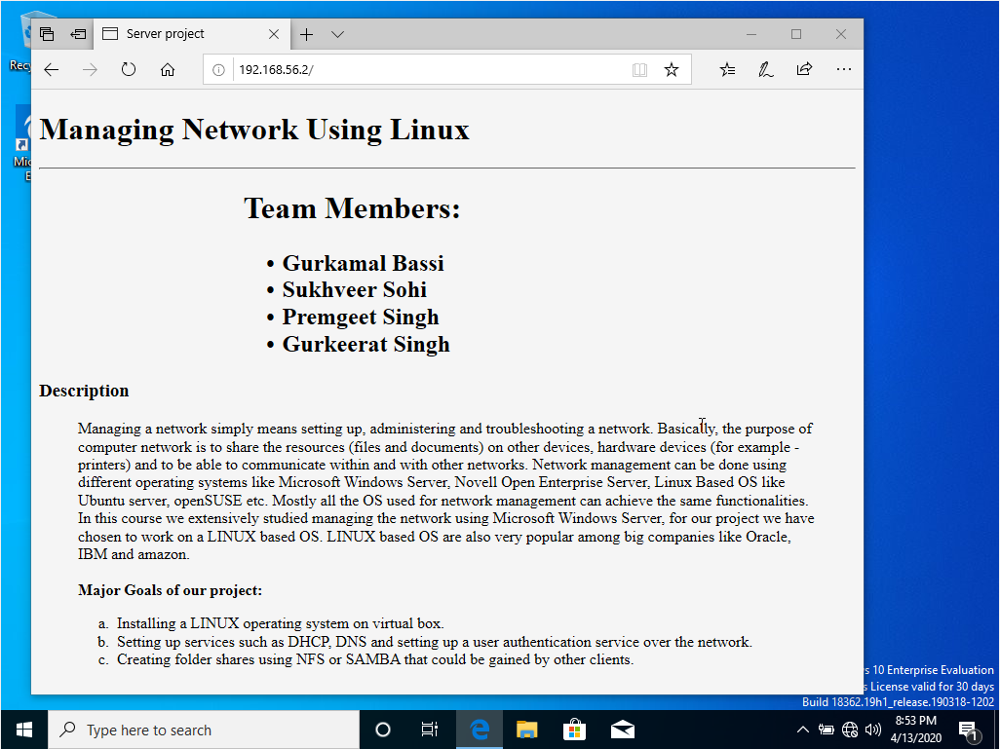 Server project
192.168.56.2/
Managing Network Using Linux
Team Members:
• Gurkamal Bassi
• Sukhveer Sohi
• Premgeet Singh
• Gurkeerat Singh
Description
Managing a network simply means setting up, administering and troubleshooting a network. Basically, the purpose of
computer network is to share the resources (files and documents) on other devices, hardware devices (for example -
printers) and to be able to communicate within and with other networks. Network management can be done using
different operating systems like Microsoft Windows Server, Novell Open Enterprise Server, Linux Based OS like
Ubuntu server, openSUSE etc. Mostly all the OS used for network management can achieve the same functionalities.
In this course we extensively studied managing the network using Microsoft Windows Server, for our project we have
chosen to work on a LINUX based OS. LINUX based OS are also very popular among big companies like Oracle,
IBM and amazon.
Major Goals of our project:
a. Installing a LINUX operating system on virtual box.
b. Setting up services such as DHCP, DNS and setting up a user authentication service over the network.
c. Creating folder shares using NFS or SAMBA that could be gained by other clients.
10 Enterprise Evaluation
License valid for 30 days
Build 18362.19h1_release.190318-1202
Type here to search
8:53 PM
4/13/2020
1